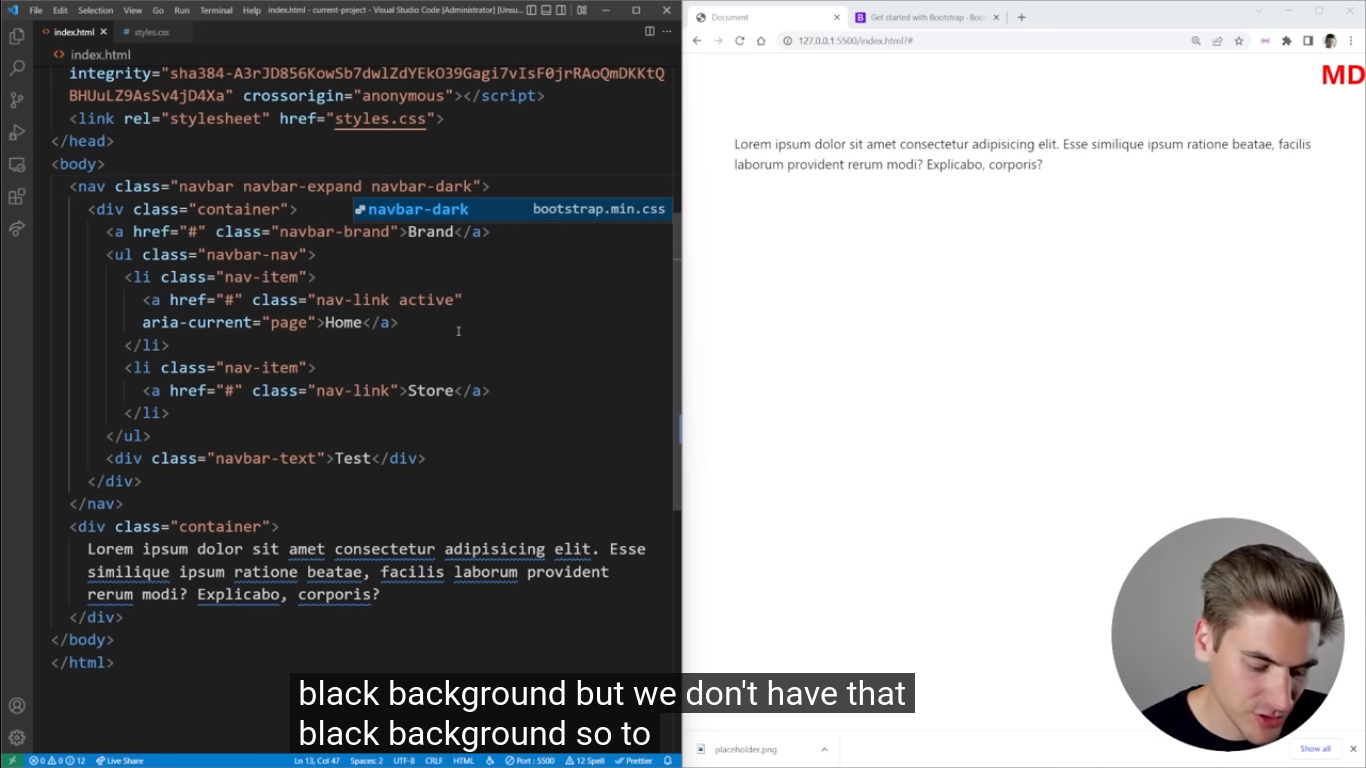 File Edit Selection View Go Run Terminal Help index.html - current-project - Visual Studio Code [Administrator] [Unsu...
index.html styles.css
index.html
integrity="sha384-A3rJD856KowSb7dwlZdYEkO39Gagi7vIsF0jrRAoQmDKKtQ
BHUuLZ9AsSv4jD4Xa" crossorigin="anonymous"></script>
<link rel="stylesheet" href="styles.css">
</head>
<body>
<nav class="navbar navbar-expand navbar-dark">
<div class="container">
navbar-dark bootstrap.min.css
<a href="#" class="navbar-brand">Brand</a>
<ul class="navbar-nav">
<li class="nav-item">
<a href="#" class="nav-link active"
aria-current="page">Home</a>
</li>
<li class="nav-item">
<a href="#" class="nav-link">Store</a>
</li>
</ul>
<div class="navbar-text">Test</div>
</div>
</nav>
<div class="container">
Lorem ipsum dolor sit amet consectetur adipisicing elit. Esse
similique ipsum ratione beatae, facilis laborum provident
rerum modi? Explicabo, corporis?
</div>
</body>
</html>
0 0 12 Live Share Ln 13, Col 47 Spaces: 2 UTF-8 CRLF HTML Port : 5500 12 Spell Prettier
Document Get started with Bootstrap · Boot
127.0.0.1:5500/index.html?#
MD
Lorem ipsum dolor sit amet consectetur adipisicing elit. Esse similique ipsum ratione beatae, facilis
laborum provident rerum modi? Explicabo, corporis?
placeholder.png Show all
black background but we don't have that
black background so to